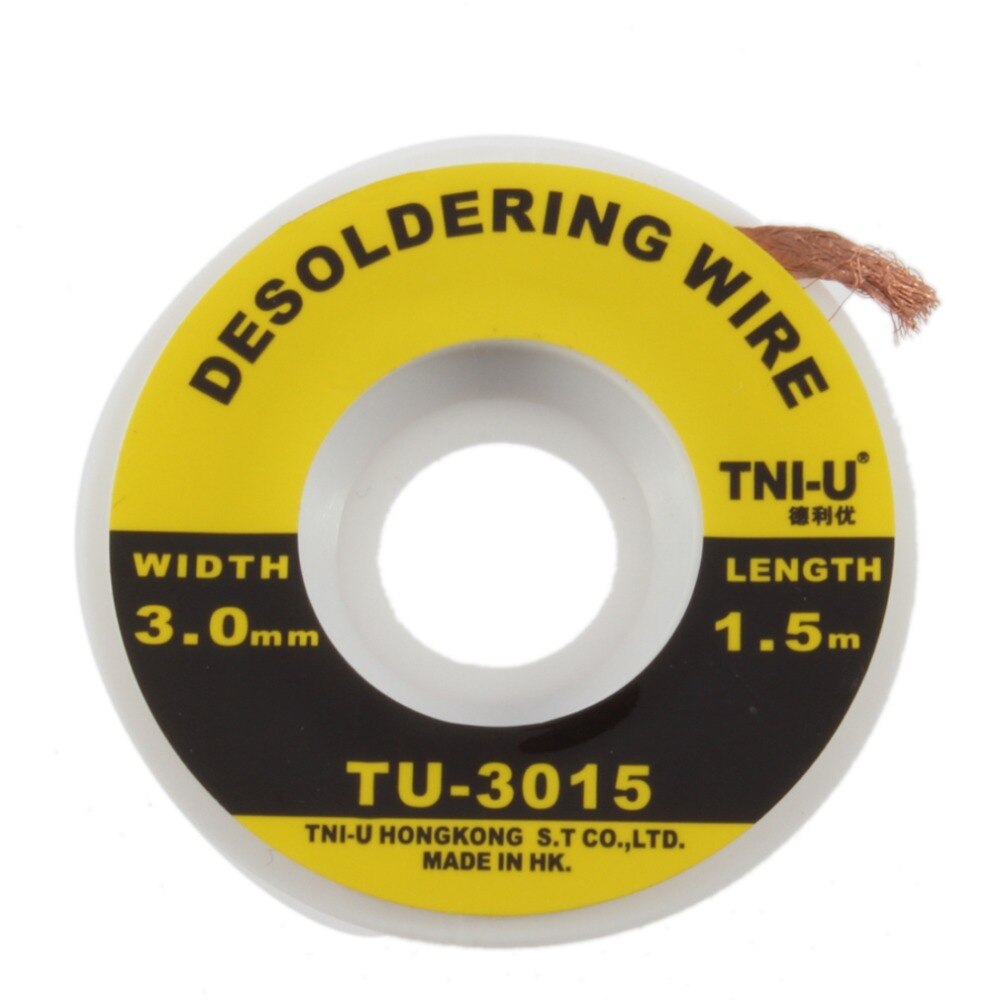 DESOLDERING WIRE
TNI-U®
德利优
WIDTH
3.0mm
LENGTH
1.5m
TU-3015
TNI-U HONGKONG S.T CO.,LTD.
MADE IN HK.